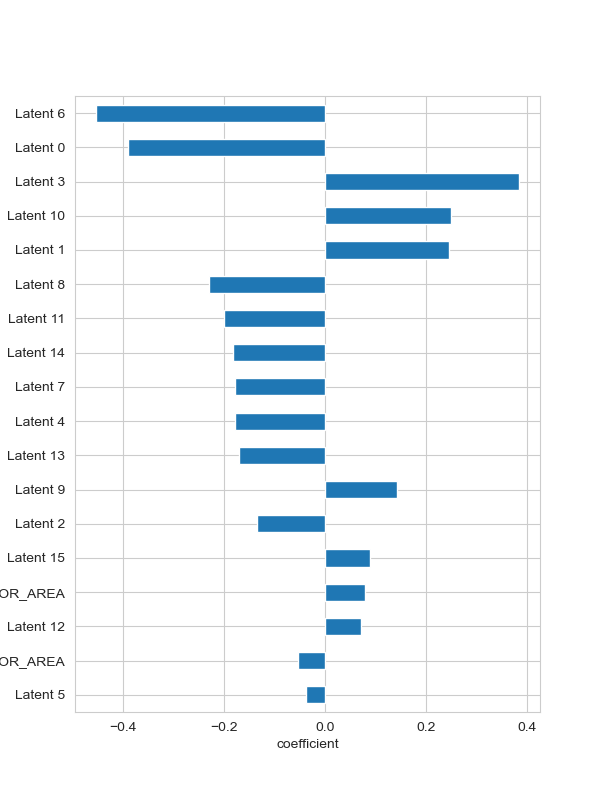 Latent 6
Latent 0
Latent 3
Latent 10
Latent 1
Latent 8
Latent 11
Latent 14
Latent 7
Latent 4
Latent 13
Latent 9
Latent 2
Latent 15
OR_AREA
Latent 12
OR_AREA
Latent 5
−0.4 −0.2 0.0 0.2 0.4
coefficient